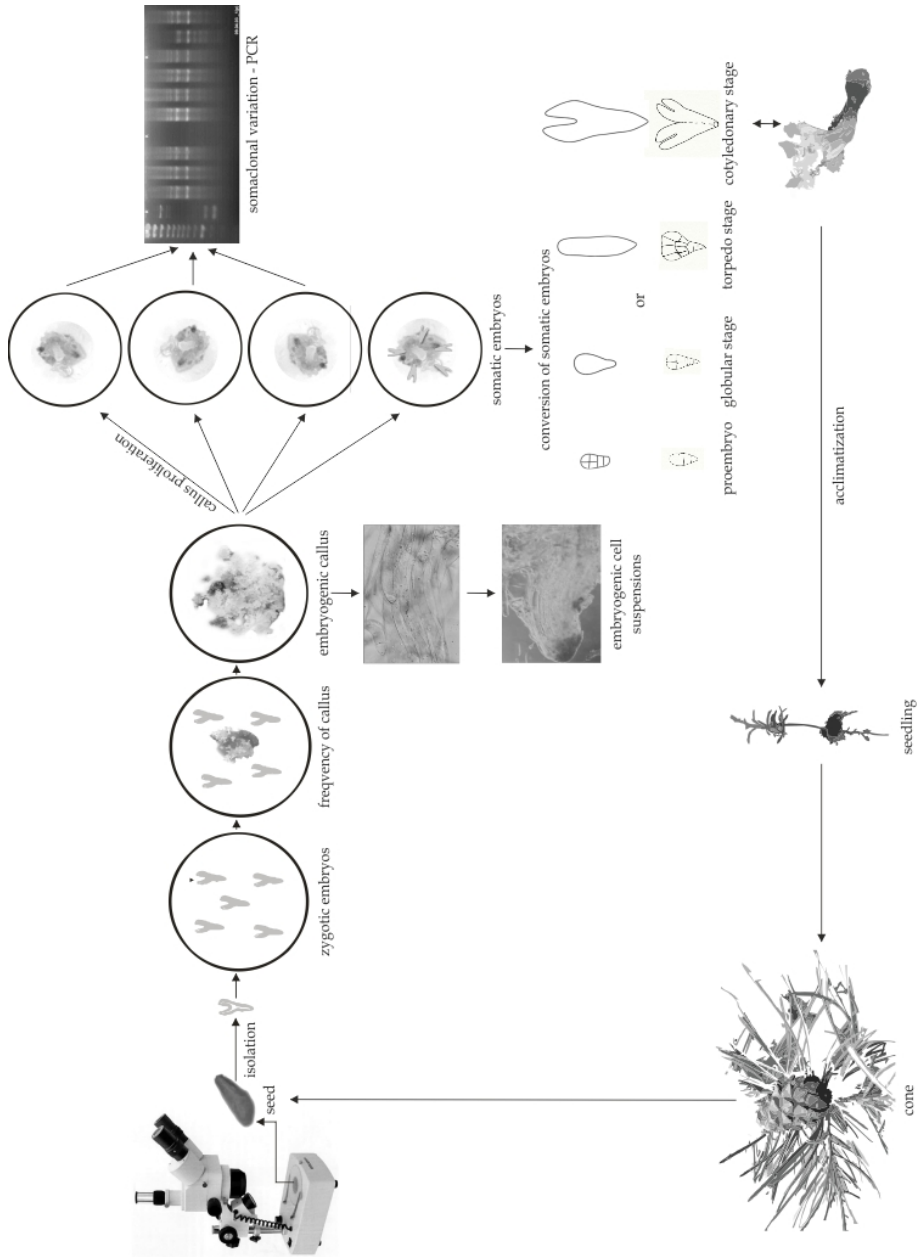 seed
isolation
zygotic embryos
freqvency of callus
embryogenic callus
embryogenic cell
suspensions
callus proliferation
somatic embryos
somaclonal variation - PCR
conversion of somatic embryos
or
proembryo
globular stage
torpedo stage
cotyledonary stage
acclimatization
seedling
cone